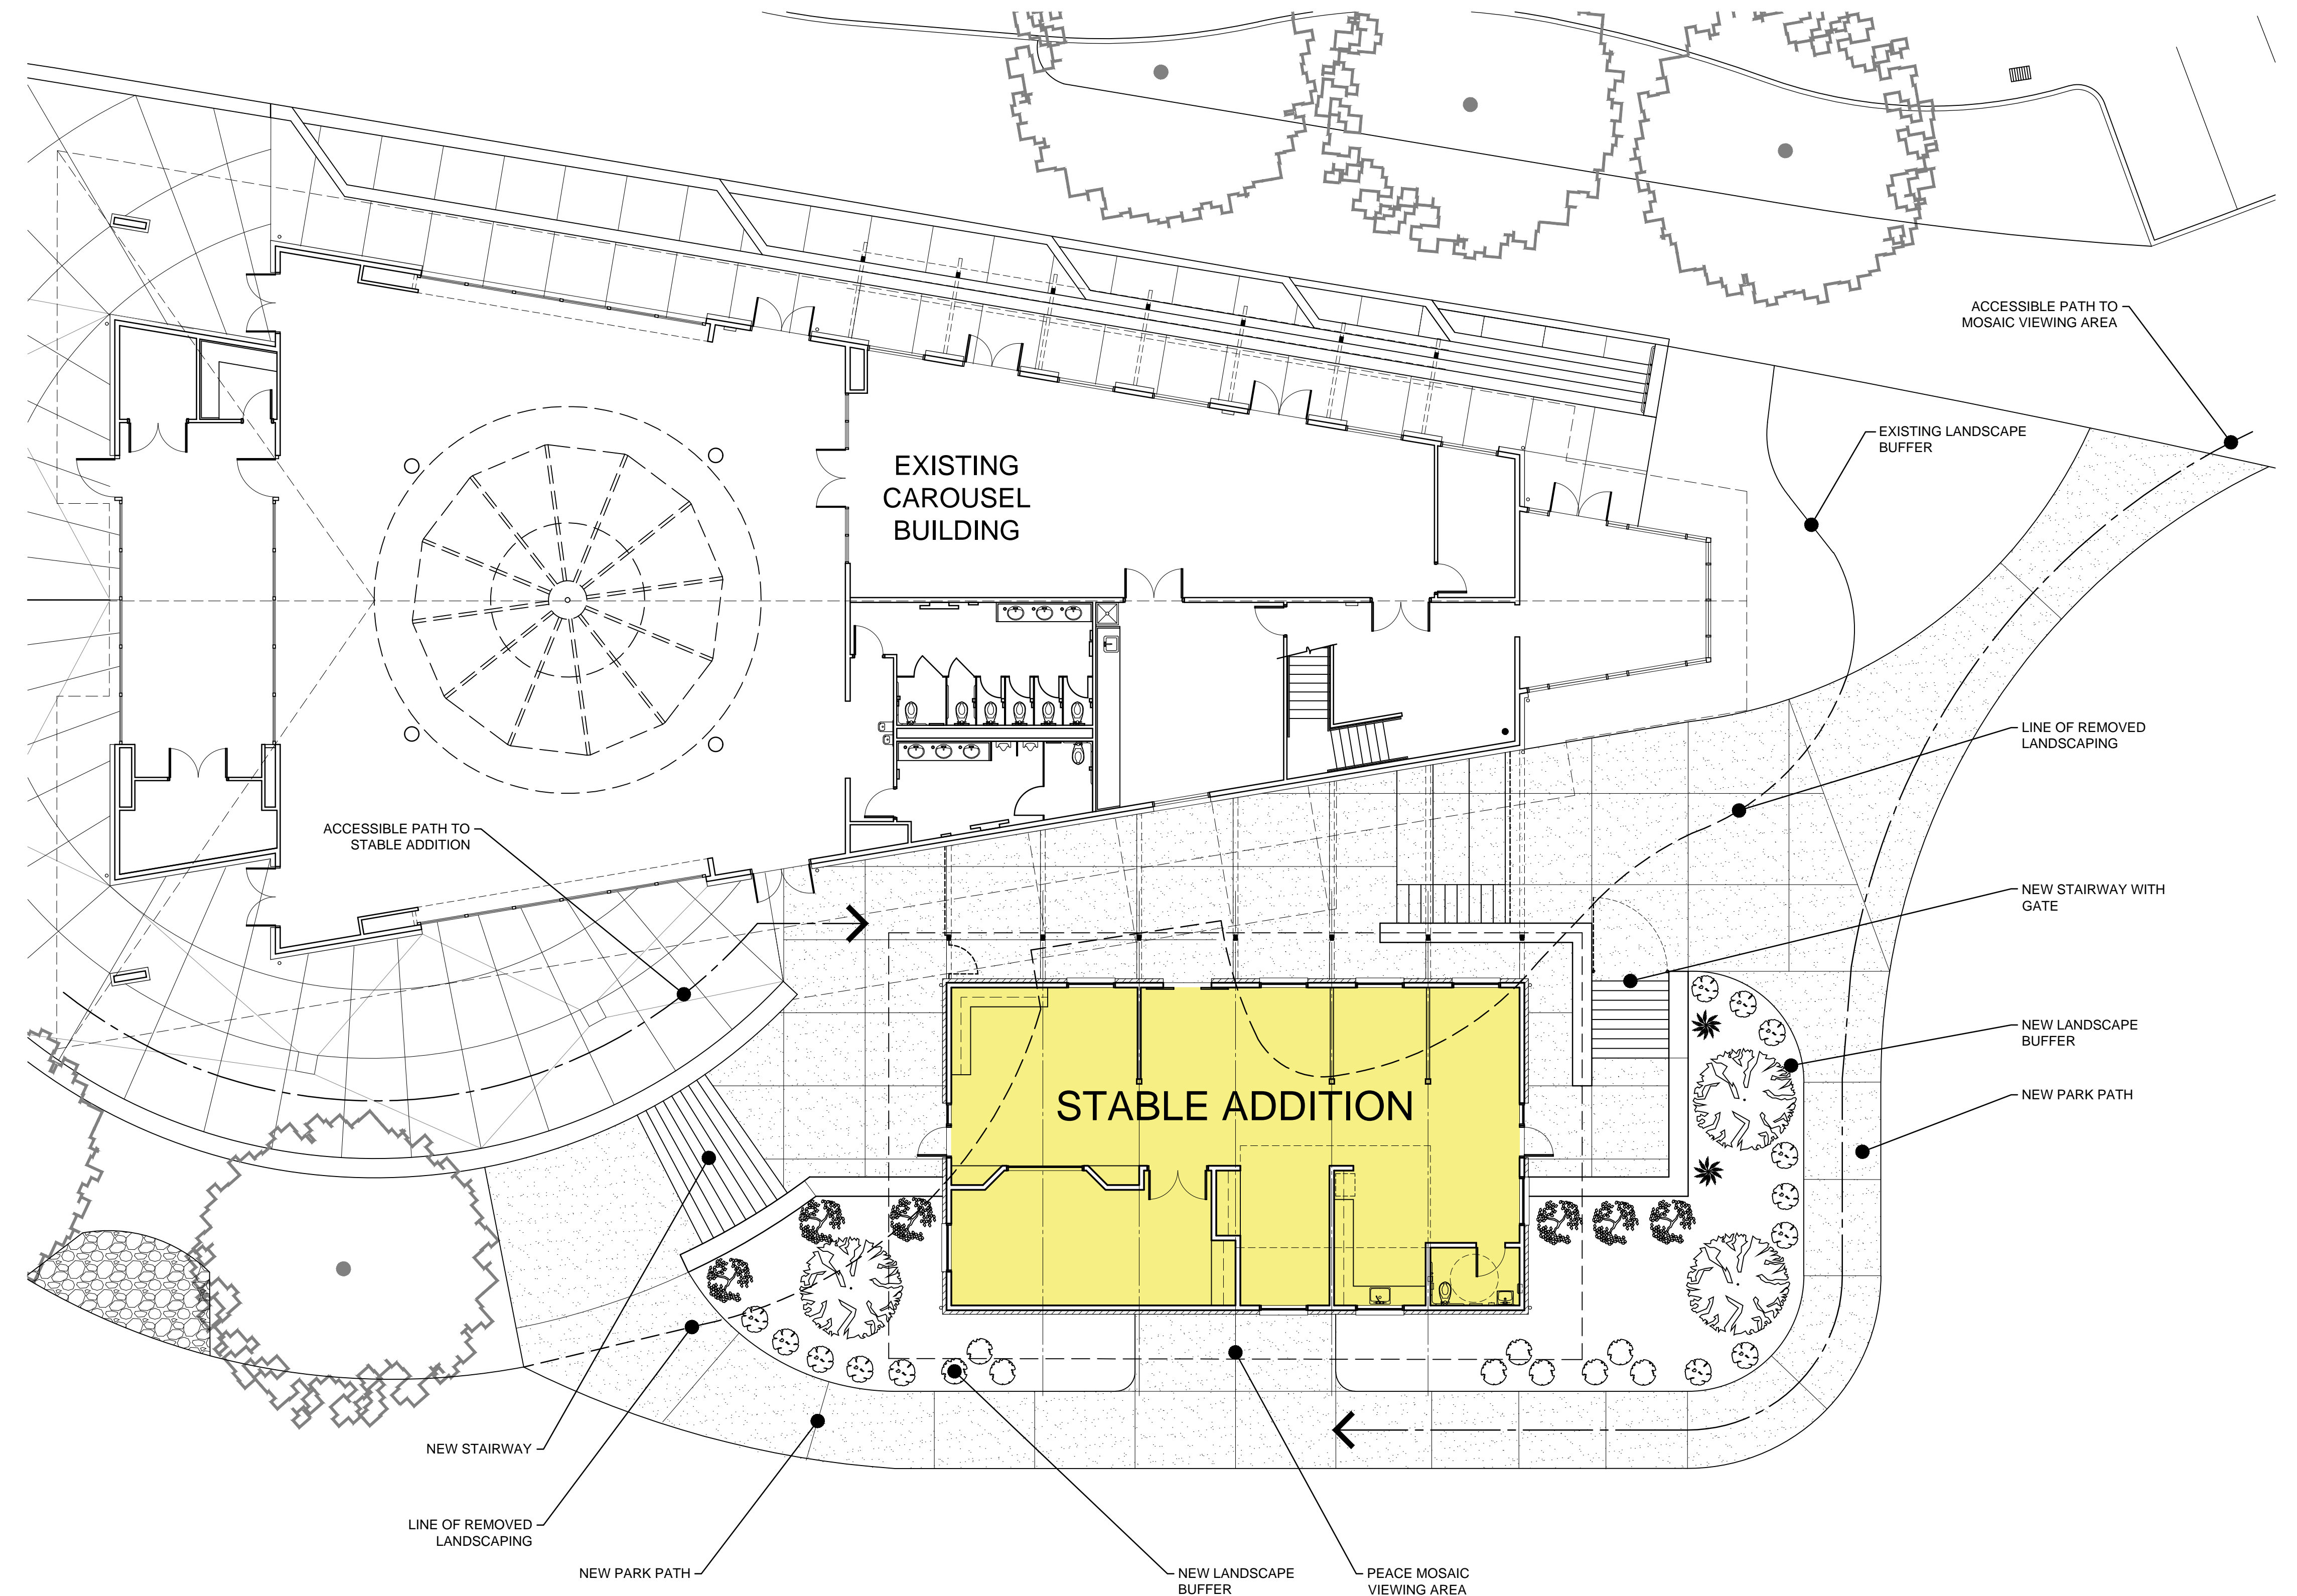 ACCESSIBLE PATH TO
MOSAIC VIEWING AREA
EXISTING LANDSCAPE
BUFFER
EXISTING
CAROUSEL
BUILDING
LINE OF REMOVED
LANDSCAPING
ACCESSIBLE PATH TO
STABLE ADDITION
NEW STAIRWAY WITH
GATE
NEW LANDSCAPE
BUFFER
NEW PARK PATH
STABLE ADDITION
NEW STAIRWAY
LINE OF REMOVED
LANDSCAPING
NEW PARK PATH
NEW LANDSCAPE
BUFFER
PEACE MOSAIC
VIEWING AREA